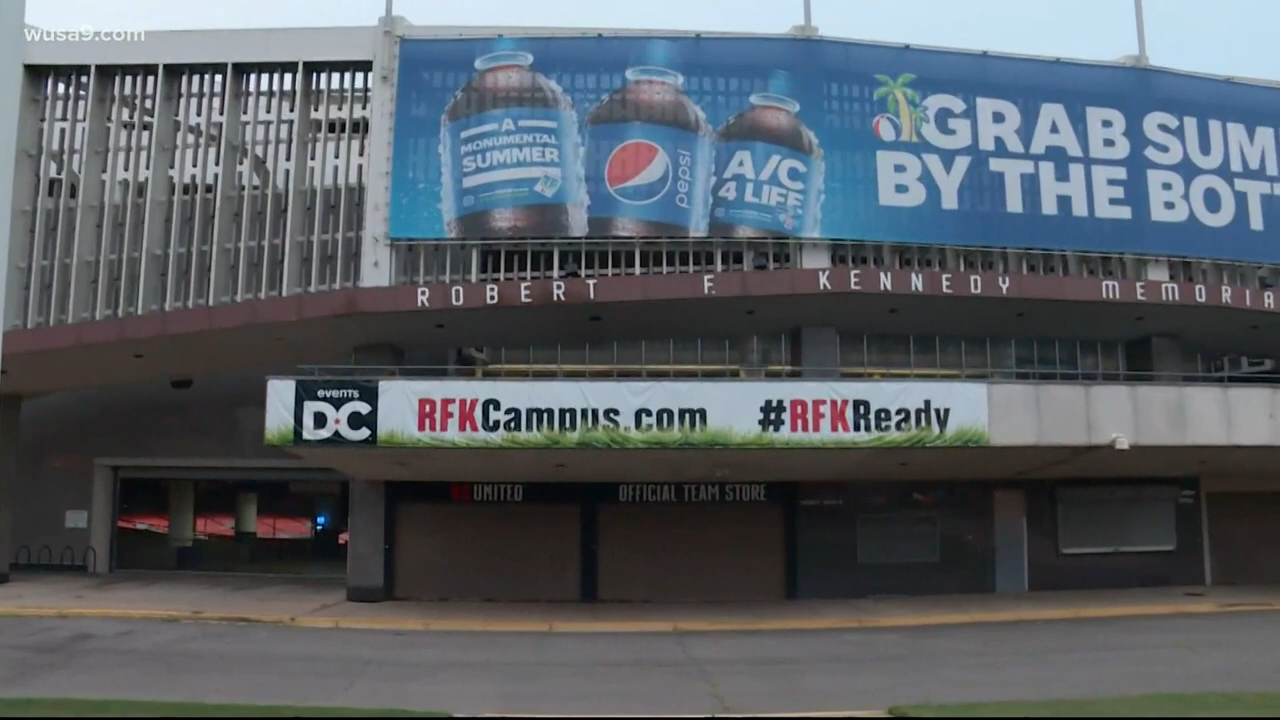 wusa9.com
A
MONUMENTAL
SUMMER
pepsi
A/C
4 LIFE
GRAB SUM
BY THE BOT
ROBERT F. KENNEDY MEMORIA
events
DC
RFKCampus.com #RFKReady
UNITED
OFFICIAL TEAM STORE